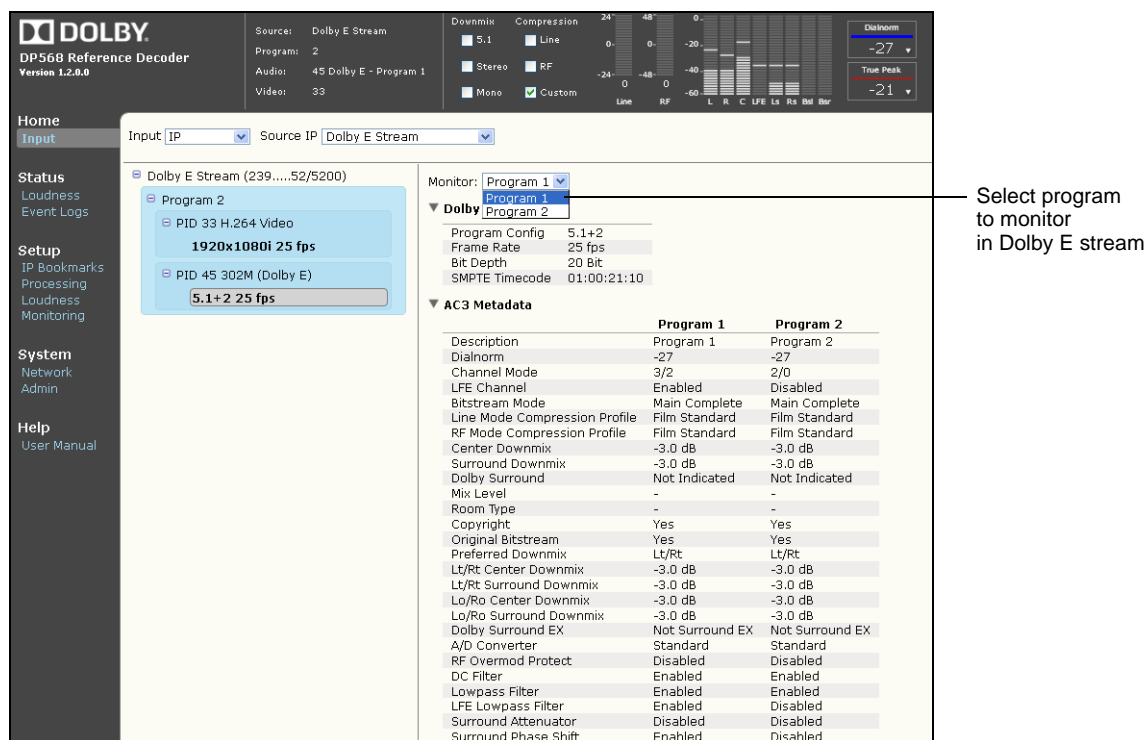 DOLBY.
DP568 Reference Decoder
Version 1.2.0.0
Source: Dolby E Stream
Program: 2
Audio: 45 Dolby E - Program 1
Video: 33
Downmix Compression
5.1 Line
Stereo RF
Mono Custom
24 48 0
0 0 -20
-24 -48 -40
0 0 -60
Line RF L R C LFE Ls Rs Bsl Bsr
Dialnorm
-27
True Peak
-21
Home
Input
Status
Loudness
Event Logs
Setup
IP Bookmarks
Processing
Loudness
Monitoring
System
Network
Admin
Help
User Manual
Input IP Source IP Dolby E Stream
Dolby E Stream (239.....52/5200)
Program 2
PID 33 H.264 Video
1920x1080i 25 fps
PID 45 302M (Dolby E)
5.1+2 25 fps
Monitor: Program 1
Program 1
Program 2
Dolby
Program Config 5.1+2
Frame Rate 25 fps
Bit Depth 20 Bit
SMPTE Timecode 01:00:21:10
AC3 Metadata
Program 1 Program 2
Description Program 1 Program 2
Dialnorm -27 -27
Channel Mode 3/2 2/0
LFE Channel Enabled Disabled
Bitstream Mode Main Complete Main Complete
Line Mode Compression Profile Film Standard Film Standard
RF Mode Compression Profile Film Standard Film Standard
Center Downmix -3.0 dB -3.0 dB
Surround Downmix -3.0 dB -3.0 dB
Dolby Surround Not Indicated Not Indicated
Mix Level - -
Room Type - -
Copyright Yes Yes
Original Bitstream Yes Yes
Preferred Downmix Lt/Rt Lt/Rt
Lt/Rt Center Downmix -3.0 dB -3.0 dB
Lt/Rt Surround Downmix -3.0 dB -3.0 dB
Lo/Ro Center Downmix -3.0 dB -3.0 dB
Lo/Ro Surround Downmix -3.0 dB -3.0 dB
Dolby Surround EX Not Surround EX Not Surround EX
A/D Converter Standard Standard
RF Overmod Protect Disabled Disabled
DC Filter Enabled Enabled
Lowpass Filter Enabled Enabled
LFE Lowpass Filter Enabled Disabled
Surround Attenuator Disabled Disabled
Surround Phase Shift Enabled Disabled
Select program
to monitor
in Dolby E stream